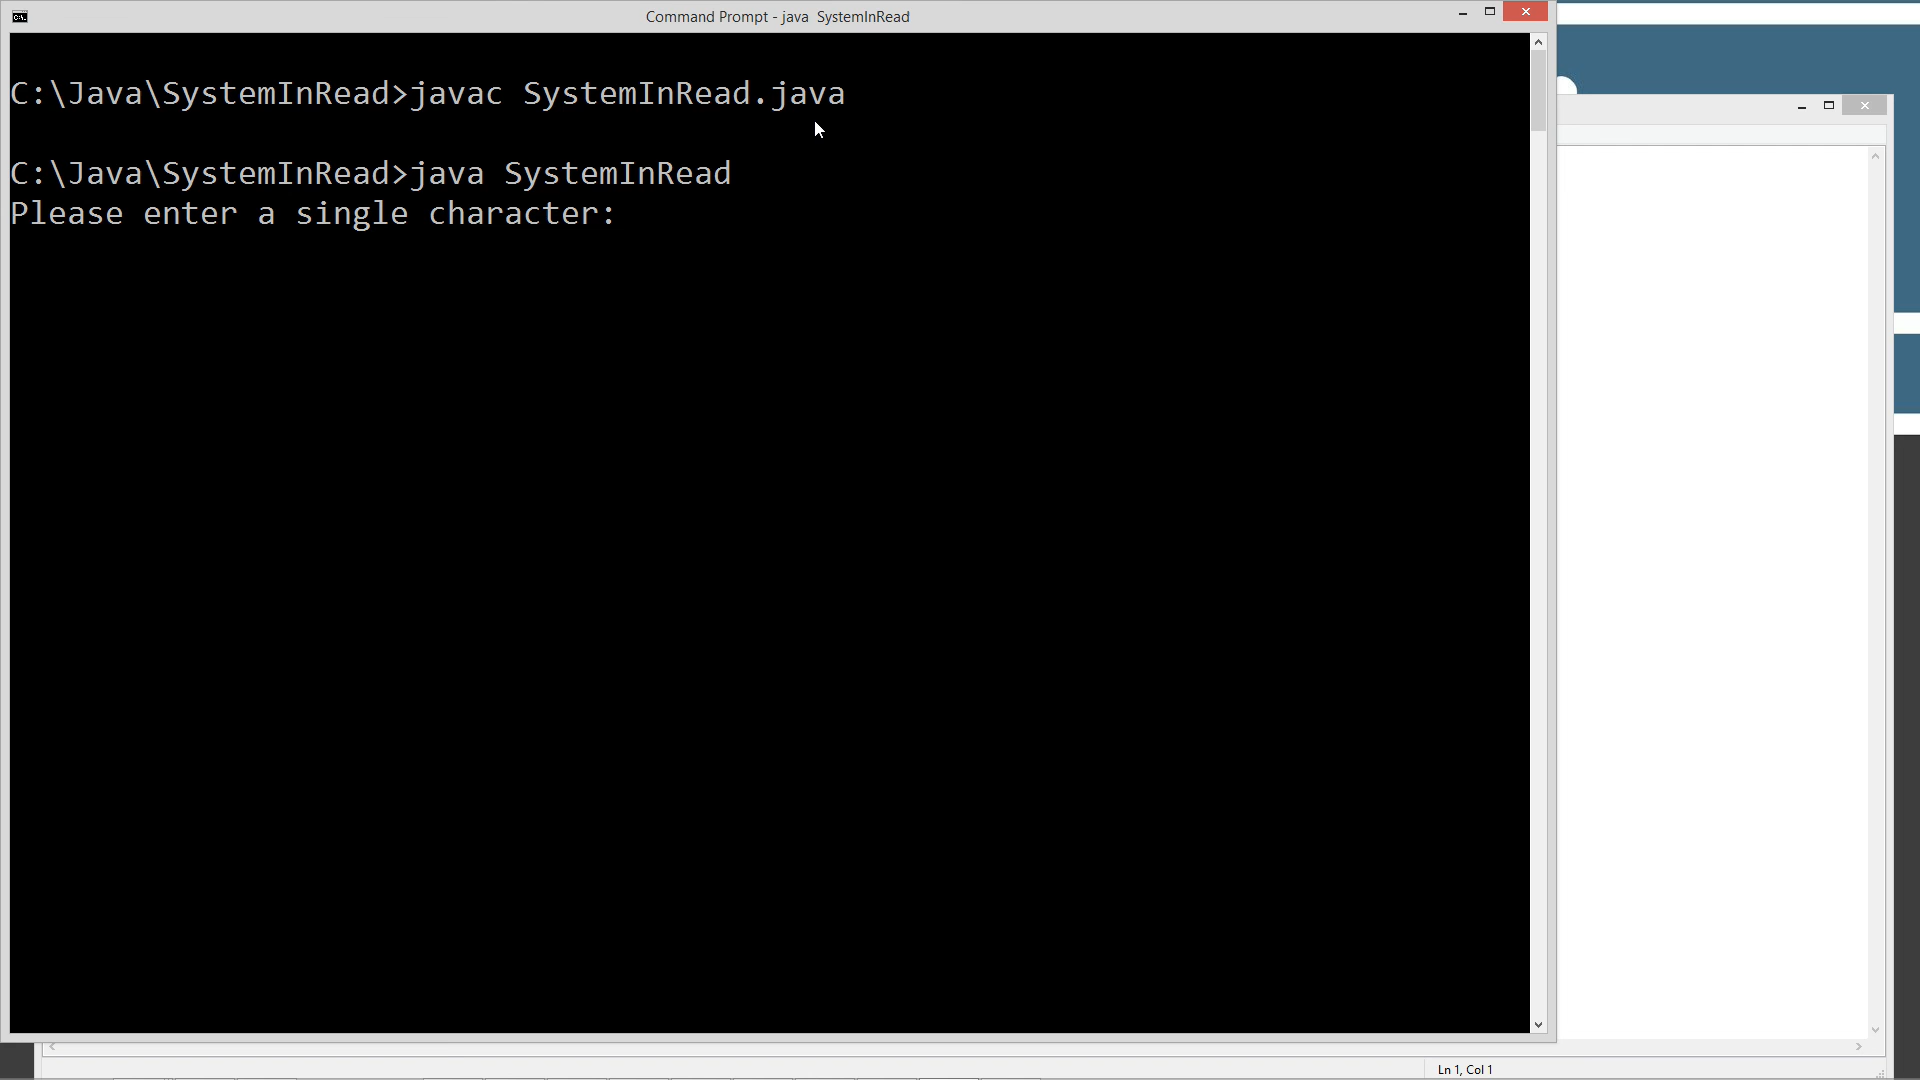 Command Prompt - java  SystemInRead
C:\Java\SystemInRead>javac SystemInRead.java
C:\Java\SystemInRead>java SystemInRead
Please enter a single character:
Ln 1, Col 1